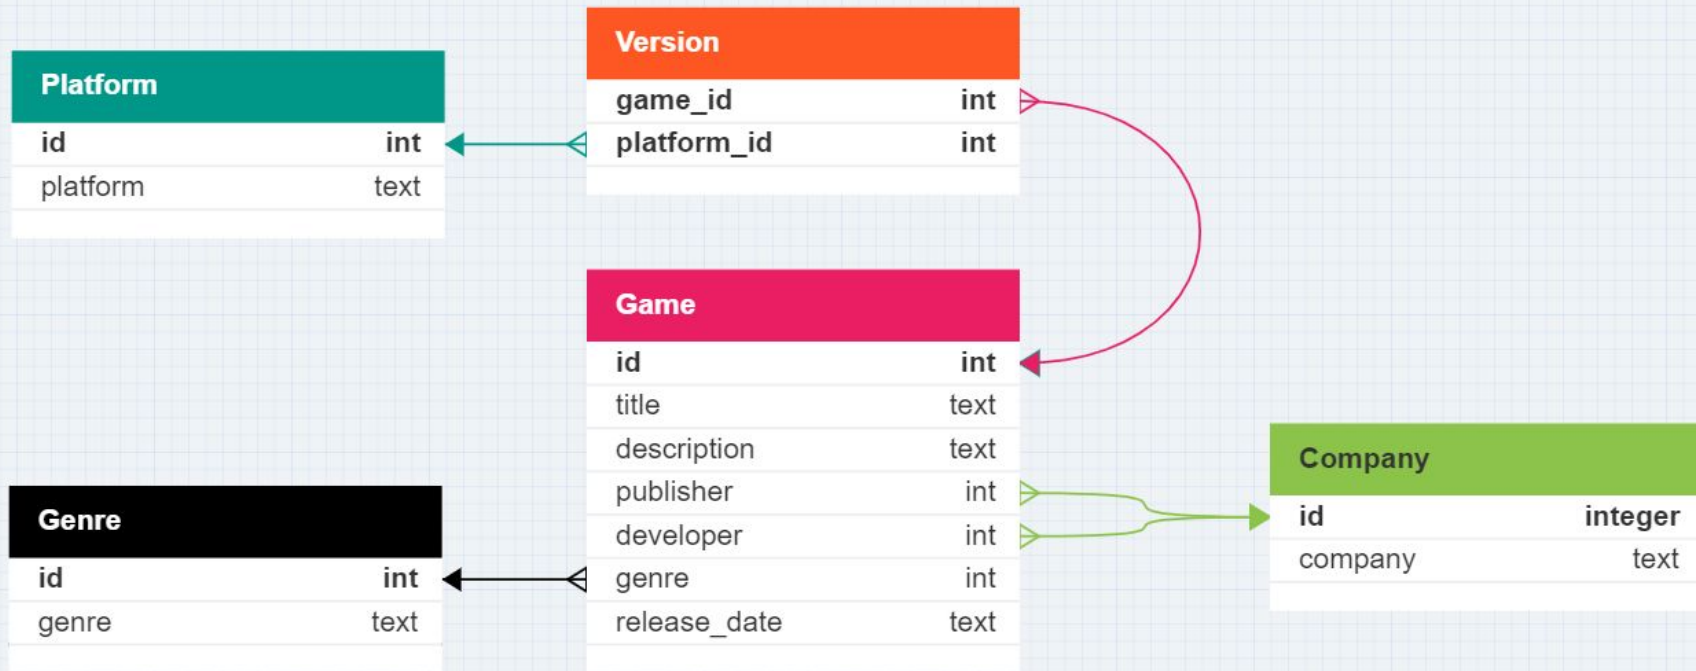 Platform
id int
platform text
Version
game_id int
platform_id int
Game
id int
title text
description text
publisher int
developer int
genre int
release_date text
Genre
id int
genre text
Company
id integer
company text